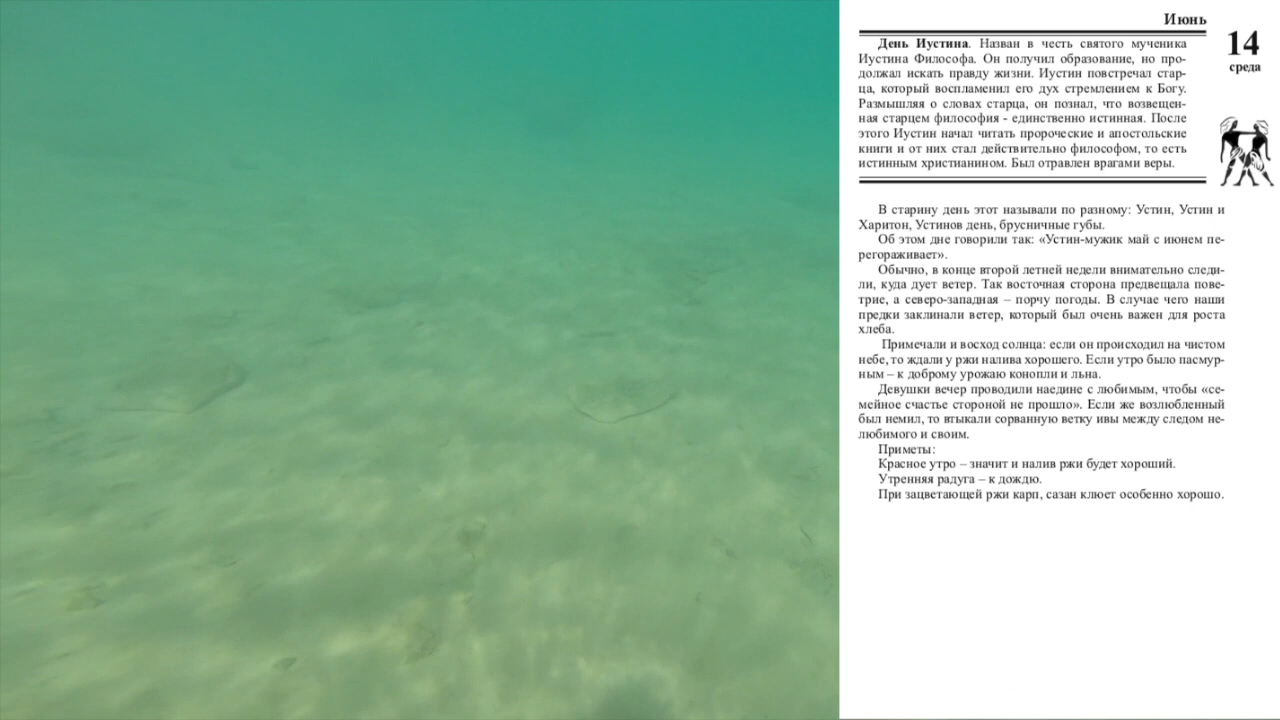 Июнь
14
среда
День Иустина. Назван в честь святого мученика
Иустина Философа. Он получил образование, но про-
должал искать правду жизни. Иустин повстречал стар-
ца, который воспламенил его дух стремлением к Богу.
Размышляя о словах старца, он познал, что возвещен-
ная старцем философия - единственно истинная. После
этого Иустин начал читать пророческие и апостольские
книги и от них стал действительно философом, то есть
истинным христианином. Был отравлен врагами веры.
В старину день этот называли по разному: Устин, Устин и
Харитон, Устинов день, брусничные губы.
Об этом дне говорили так: «Устин-мужик май с июнем пе-
регораживает».
Обычно, в конце второй летней недели внимательно следи-
ли, куда дует ветер. Так восточная сторона предвещала пове-
трие, а северо-западная – порчу погоды. В случае чего наши
предки заклинали ветер, который был очень важен для роста
хлеба.
Примечали и восход солнца: если он происходил на чистом
небе, то ждали у ржи налива хорошего. Если утро было пасмур-
ным – к доброму урожаю конопли и льна.
Девушки вечер проводили наедине с любимым, чтобы «се-
мейное счастье стороной не прошло». Если же возлюбленный
был немил, то втыкали сорванную ветку ивы между следом не-
любимого и своим.
Приметы:
Красное утро – значит и налив ржи будет хороший.
Утренняя радуга – к дождю.
При зацветающей ржи карп, сазан клюет особенно хорошо.